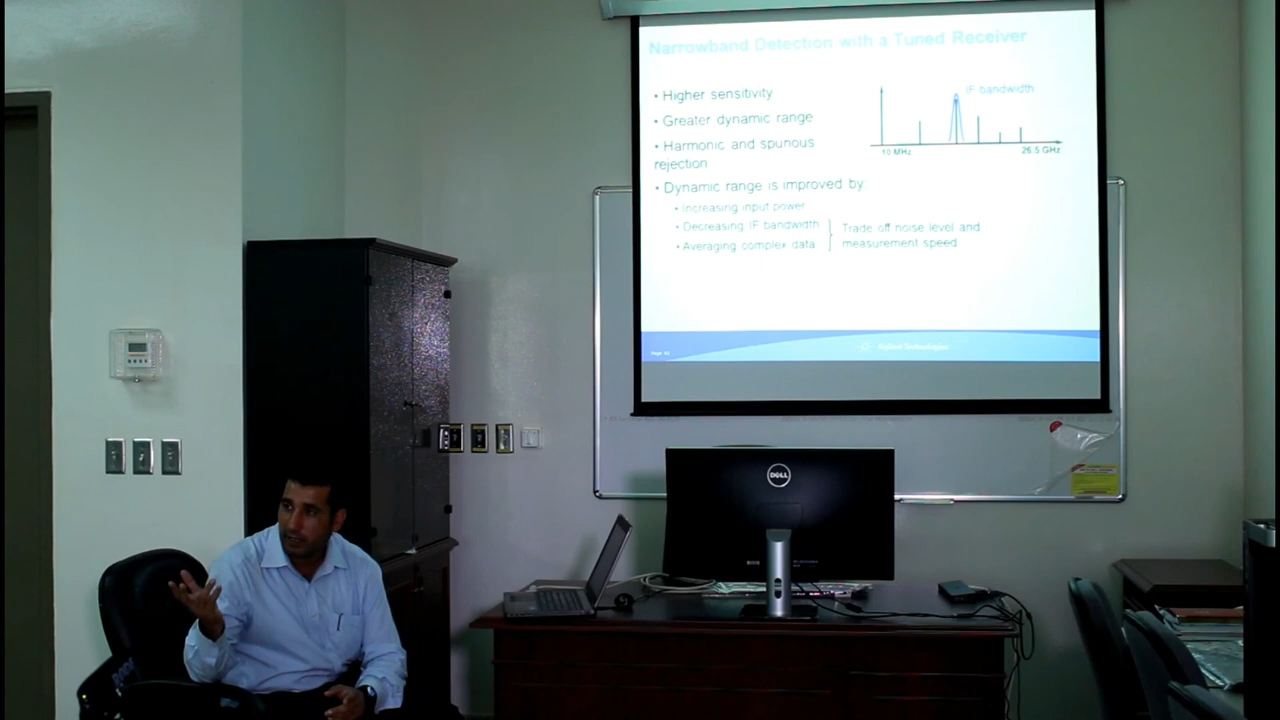 Narrowband Detection with a Tuned Receiver
• Higher sensitivity
• Greater dynamic range
• Harmonic and spurious
rejection
• Dynamic range is improved by:
• Increasing input power
• Decreasing IF bandwidth
• Averaging complex data
Trade off noise level and
measurement speed
IF bandwidth
10 MHz
26.5 GHz
Agilent Technologies
DELL